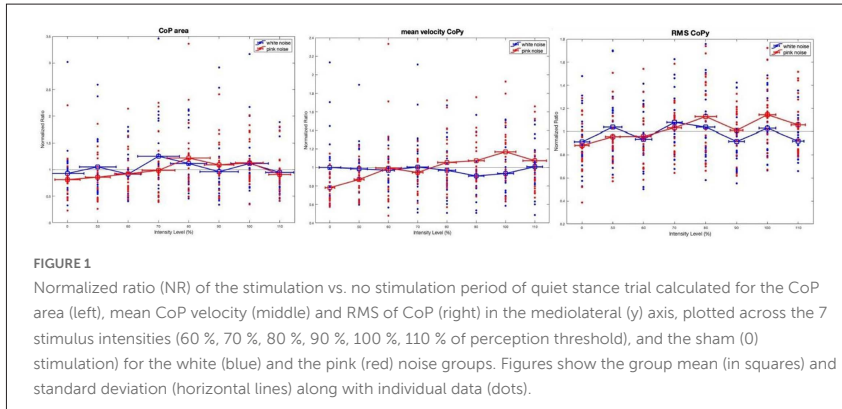 CoP area
mean velocity CoPy
RMS CoPy
white noise
pink noise
white noise
pink noise
white noise
pink noise
Normalized Ratio
Normalized Ratio
Normalized Ratio
Intensity Level (%)
Intensity Level (%)
Intensity Level (%)
FIGURE 1
Normalized ratio (NR) of the stimulation vs. no stimulation period of quiet stance trial calculated for the CoP
area (left), mean CoP velocity (middle) and RMS of CoP (right) in the mediolateral (y) axis, plotted across the 7
stimulus intensities (60 %, 70 %, 80 %, 90 %, 100 %, 110 % of perception threshold), and the sham (0)
stimulation) for the white (blue) and the pink (red) noise groups. Figures show the group mean (in squares) and
standard deviation (horizontal lines) along with individual data (dots).